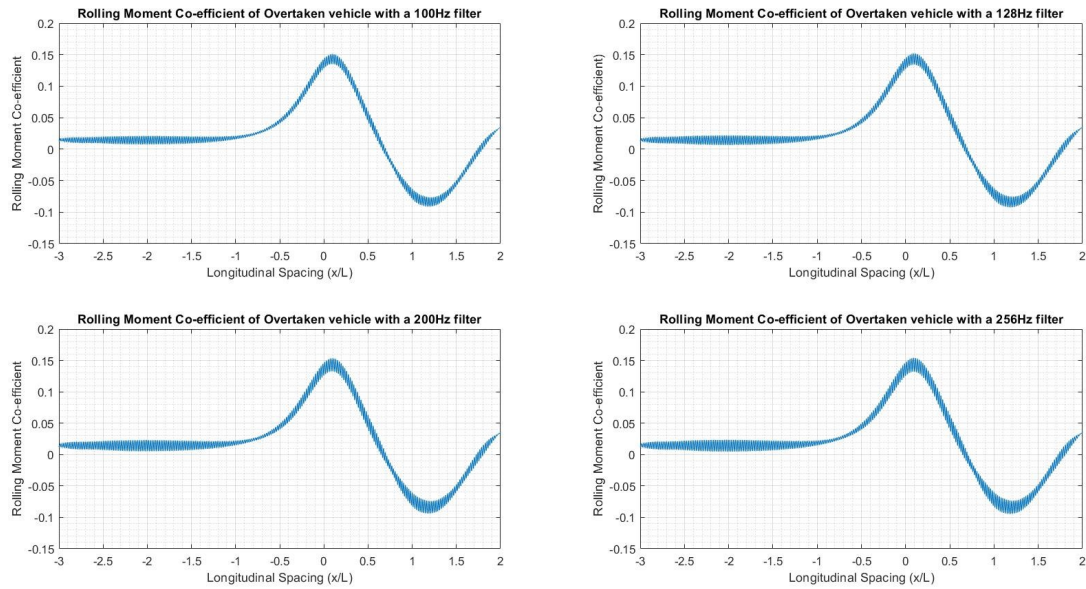 Rolling Moment Co-efficient of Overtaken vehicle with a 100Hz filter
Rolling Moment Co-efficient
0.2
0.15
0.1
0.05
0
-0.05
-0.1
-0.15
-3 -2.5 -2 -1.5 -1 -0.5 0 0.5 1 1.5 2
Longitudinal Spacing (x/L)
Rolling Moment Co-efficient of Overtaken vehicle with a 128Hz filter
Rolling Moment Co-efficient)
0.2
0.15
0.1
0.05
0
-0.05
-0.1
-0.15
-3 -2.5 -2 -1.5 -1 -0.5 0 0.5 1 1.5 2
Longitudinal Spacing (x/L)
Rolling Moment Co-efficient of Overtaken vehicle with a 200Hz filter
Rolling Moment Co-efficient
0.2
0.15
0.1
0.05
0
-0.05
-0.1
-0.15
-3 -2.5 -2 -1.5 -1 -0.5 0 0.5 1 1.5 2
Longitudinal Spacing (x/L)
Rolling Moment Co-efficient of Overtaken vehicle with a 256Hz filter
Rolling Moment Co-efficient
0.2
0.15
0.1
0.05
0
-0.05
-0.1
-0.15
-3 -2.5 -2 -1.5 -1 -0.5 0 0.5 1 1.5 2
Longitudinal Spacing (x/L)